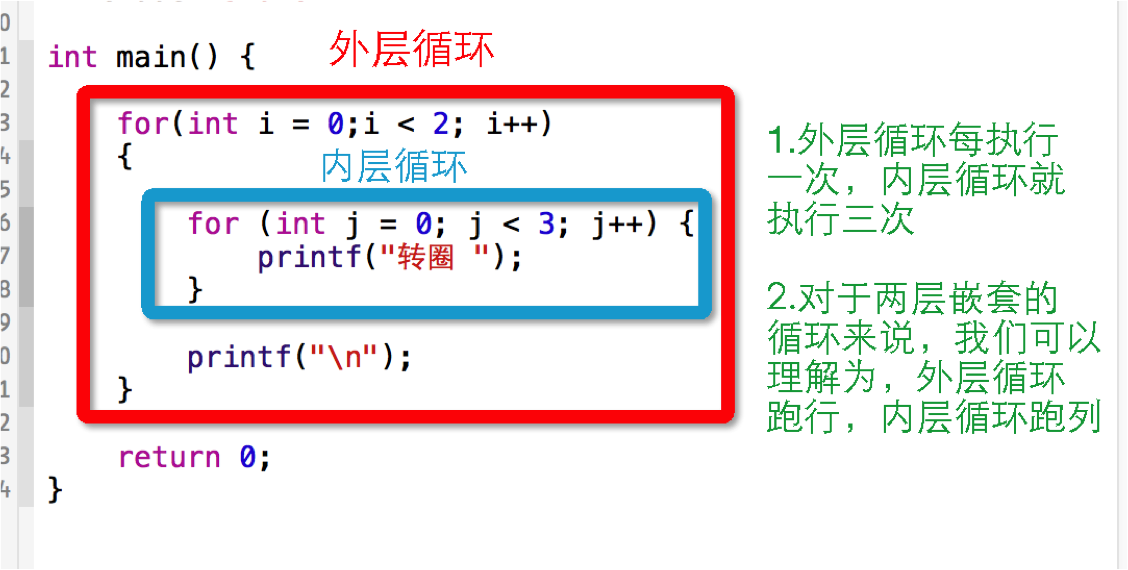 int main() {
外层循环
for(int i = 0;i < 2; i++)
{
内层循环
for (int j = 0; j < 3; j++) {
printf("转圈 ");
}
printf("\n");
}
return 0;
}
1.外层循环每执行
一次，内层循环就
执行三次
2.对于两层嵌套的
循环来说，我们可以
理解为，外层循环
跑行，内层循环跑列
0
1
2
3
4
5
6
7
8
9
0
1
2
3
4